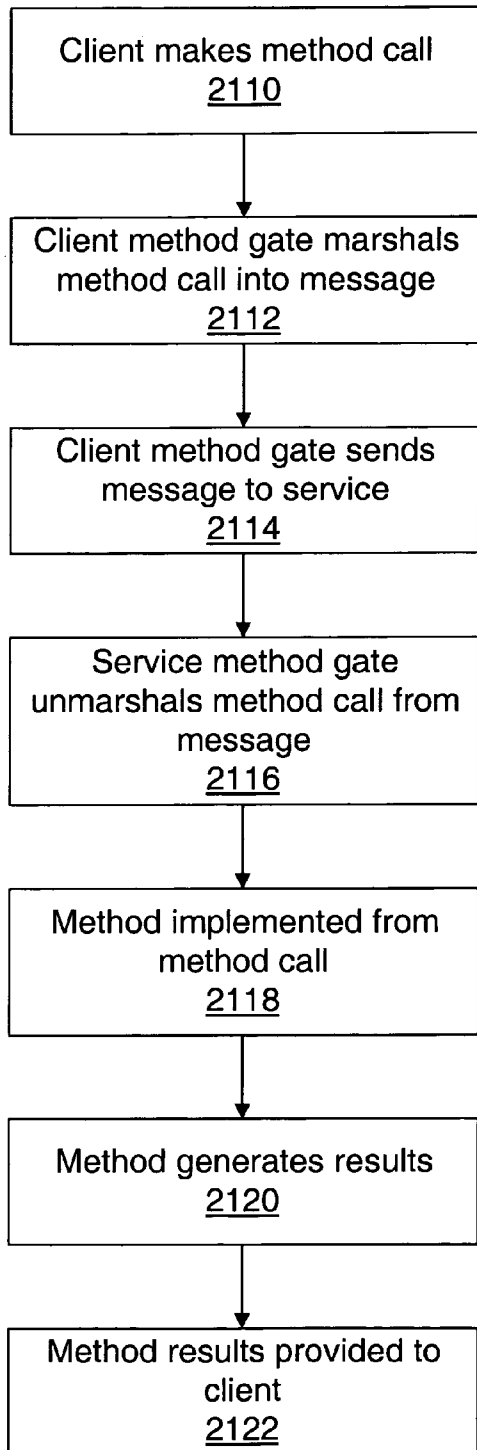 Client makes method call
2110
Client method gate marshals
method call into message
2112
Client method gate sends
message to service
2114
Service method gate
unmarshals method call from
message
2116
Method implemented from
method call
2118
Method generates results
2120
Method results provided to
client
2122